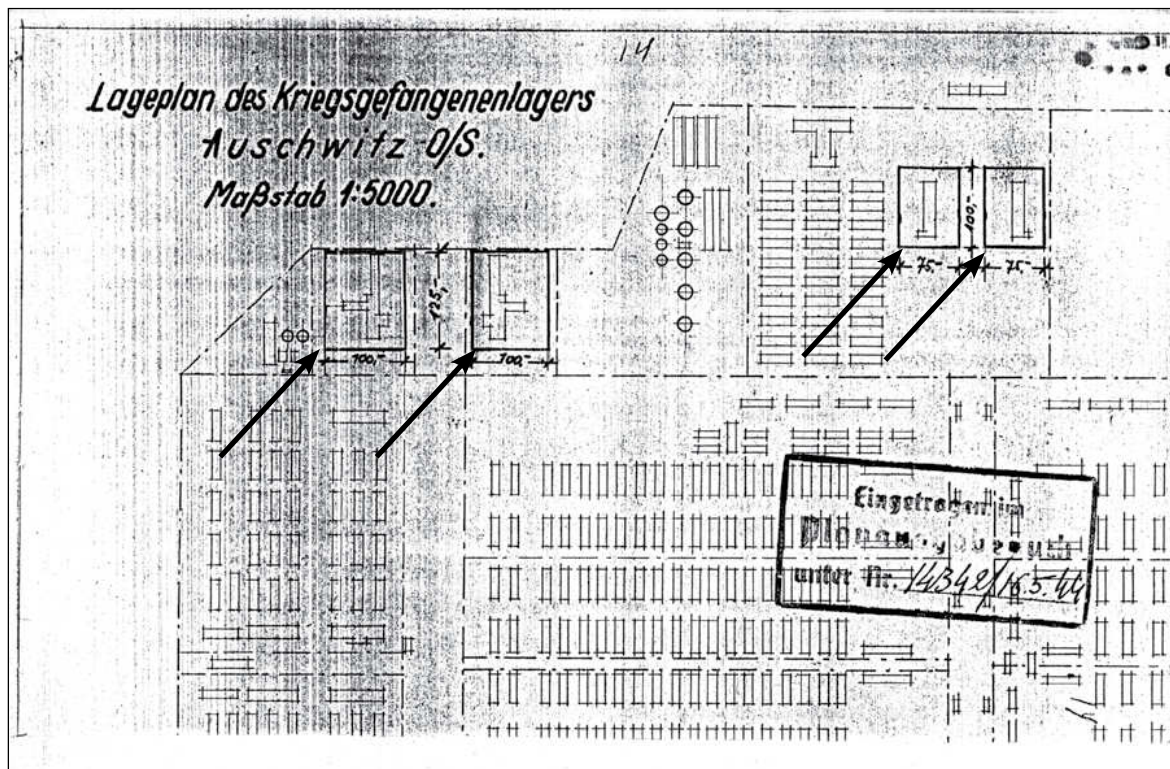 14
Lageplan des Kriegsgefangenenlagers
Auschwitz O/S.
Maßstab 1:5000.
100,-
75,-
75,-
125,-
100,-
100,-
Eingetragen im
unter Nr. 14342/16.5.44